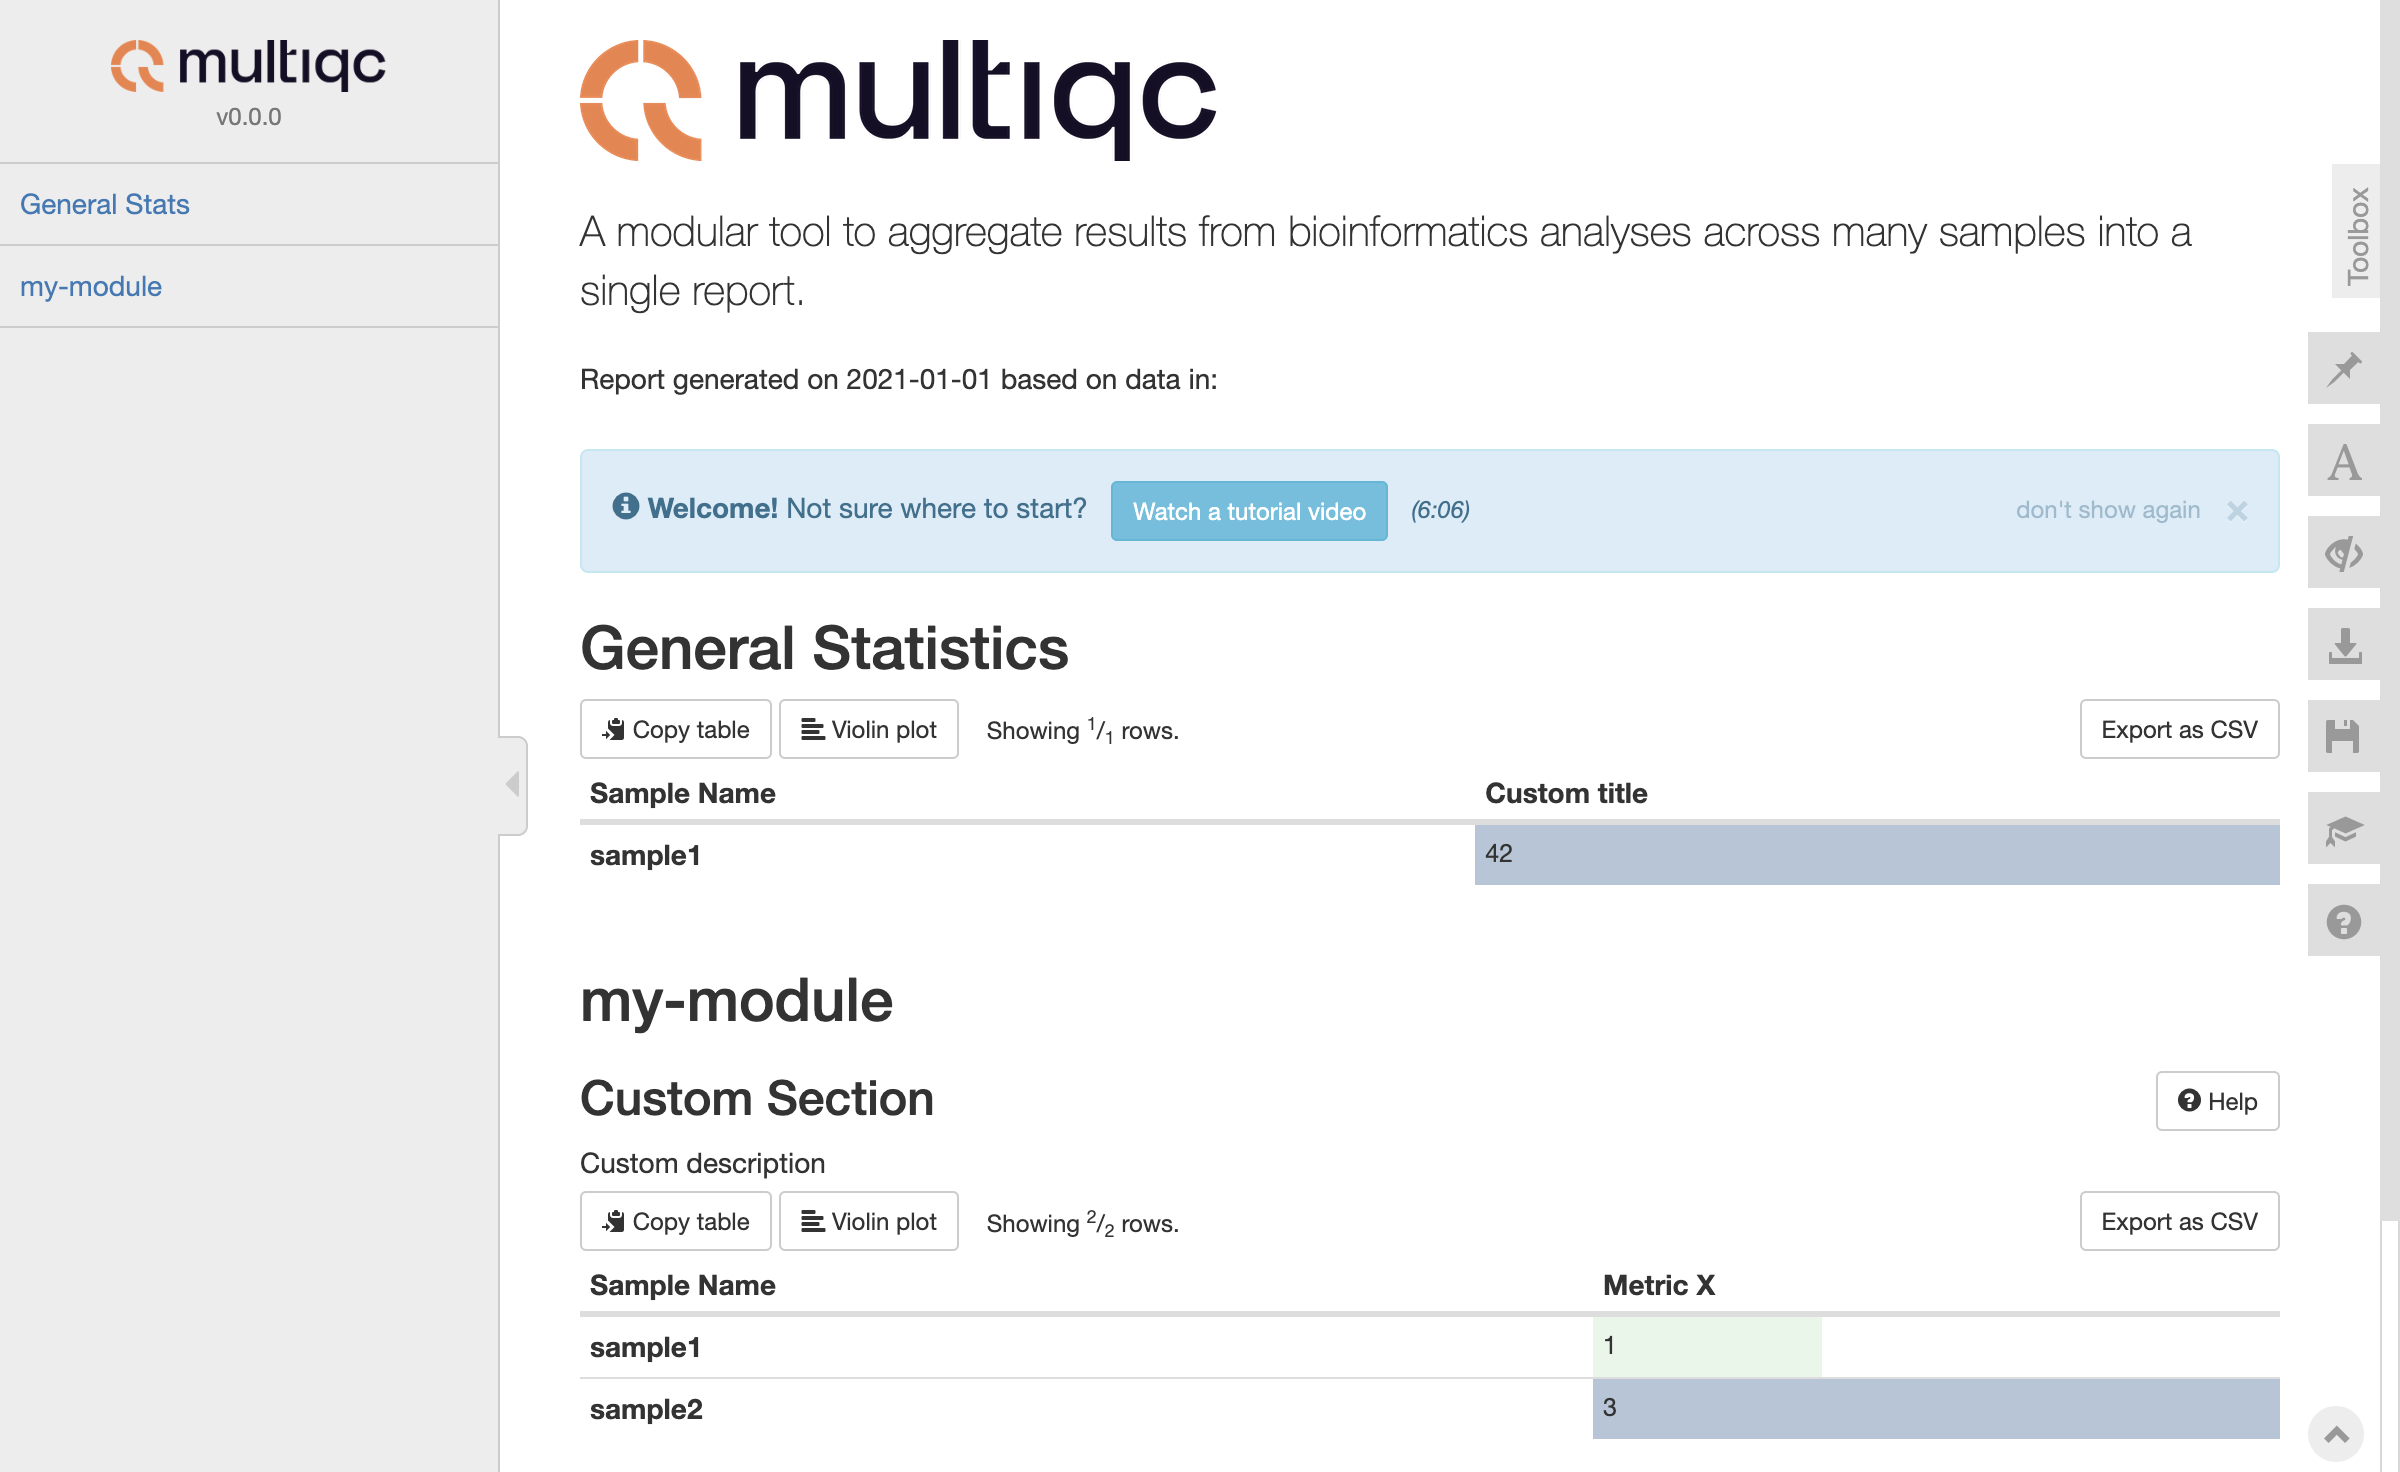 multiqc
v0.0.0
General Stats
my-module
multiqc
A modular tool to aggregate results from bioinformatics analyses across many samples into a
single report.
Report generated on 2021-01-01 based on data in:
Welcome! Not sure where to start? Watch a tutorial video (6:06) don't show again ×
General Statistics
Copy table Violin plot Showing 1/1 rows. Export as CSV
Sample Name Custom title
sample1 42
my-module
Custom Section Help
Custom description
Copy table Violin plot Showing 2/2 rows. Export as CSV
Sample Name Metric X
sample1 1
sample2 3
Toolbox
A